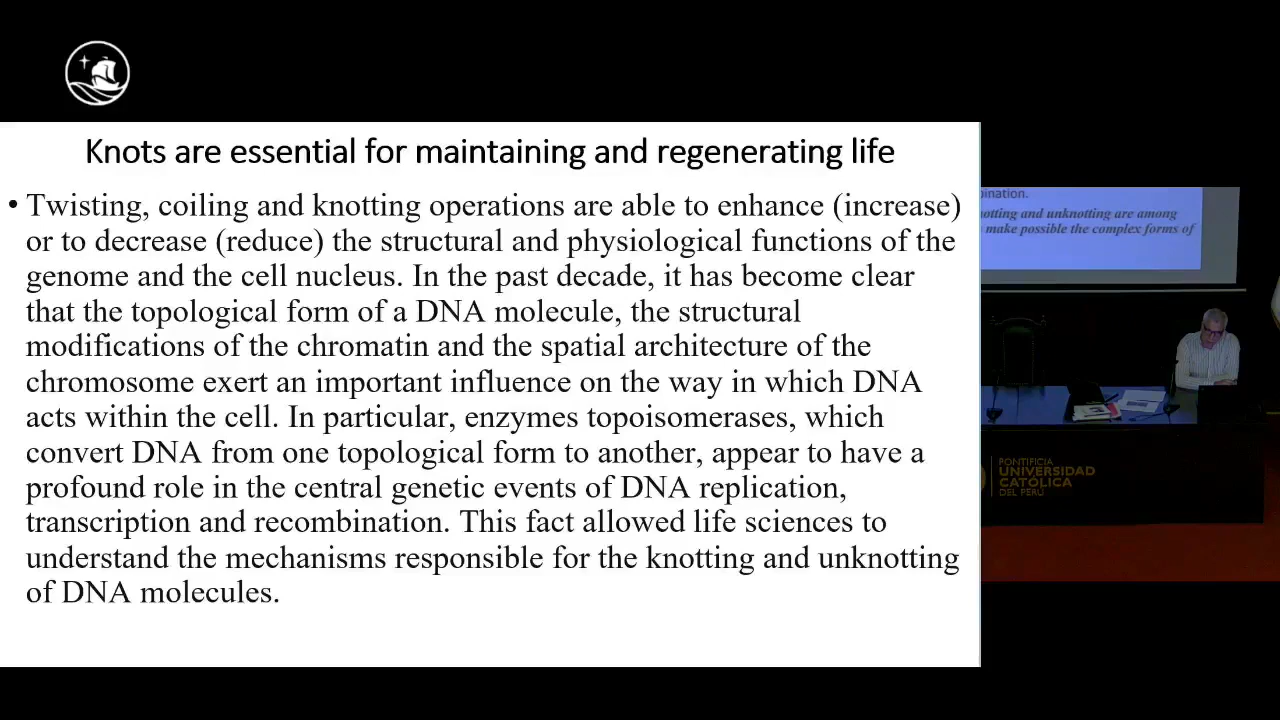 Knots are essential for maintaining and regenerating life
• Twisting, coiling and knotting operations are able to enhance (increase)
or to decrease (reduce) the structural and physiological functions of the
genome and the cell nucleus. In the past decade, it has become clear
that the topological form of a DNA molecule, the structural
modifications of the chromatin and the spatial architecture of the
chromosome exert an important influence on the way in which DNA
acts within the cell. In particular, enzymes topoisomerases, which
convert DNA from one topological form to another, appear to have a
profound role in the central genetic events of DNA replication,
transcription and recombination. This fact allowed life sciences to
understand the mechanisms responsible for the knotting and unknotting
of DNA molecules.
and unknotting are among
make possible the complex forms of
PONTIFICIA
UNIVERSIDAD
CATÓLICA
DEL PERÚ